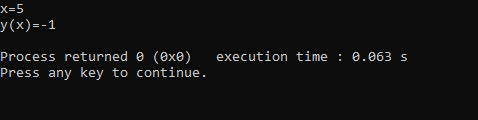 x=5
y(x)=-1
Process returned 0 (0x0)   execution time : 0.063 s
Press any key to continue.